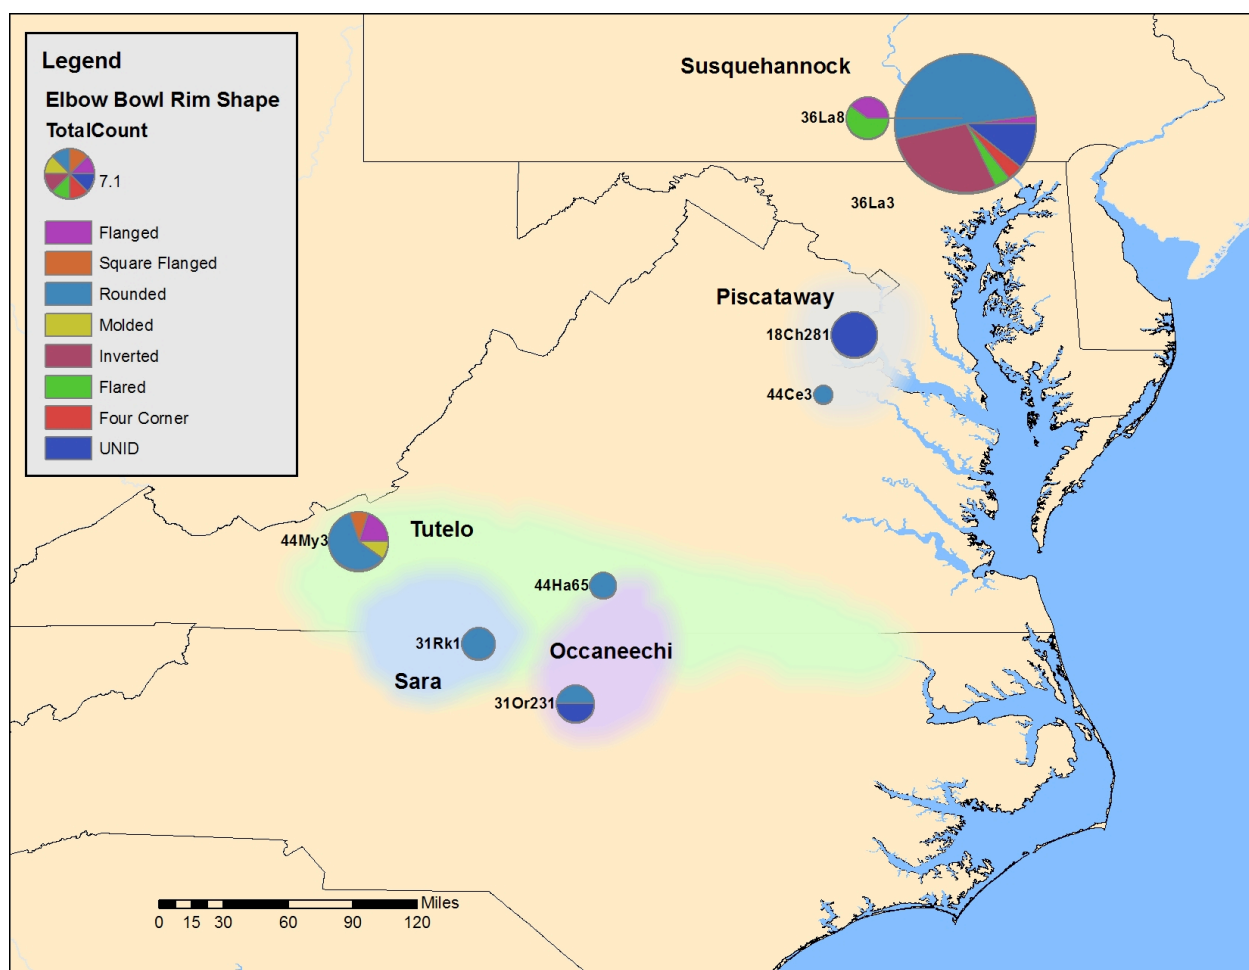 Legend
Elbow Bowl Rim Shape
TotalCount
7.1
Flanged
Square Flanged
Rounded
Molded
Inverted
Flared
Four Corner
UNID
Susquehannock
36La8
36La3
Piscataway
18Ch281
44Ce3
44My3
Tutelo
44Ha65
31Rk1
Occaneechi
Sara
31Or231
Miles
0 15 30 60 90 120